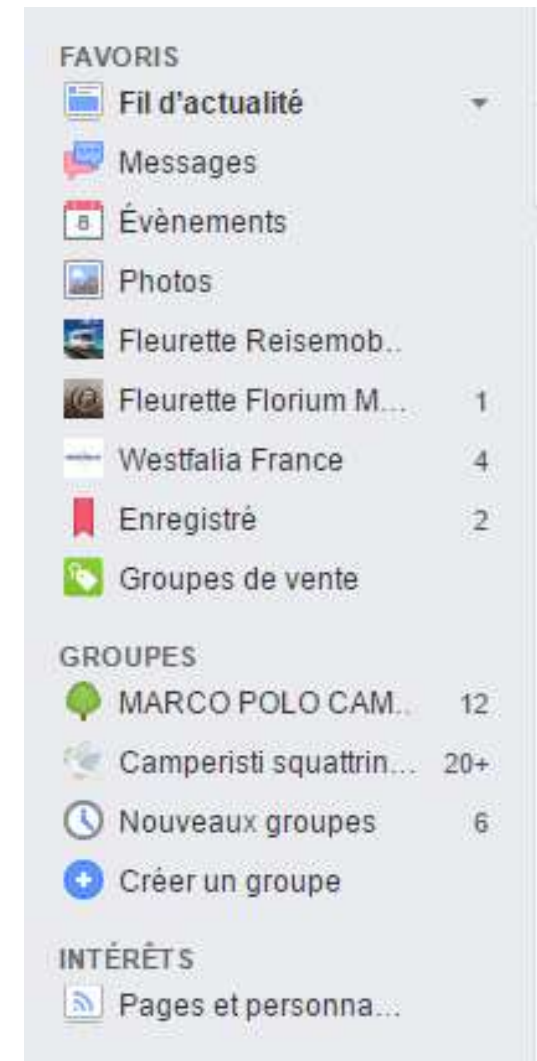 FAVORIS
Fil d'actualité
Messages
8 Évènements
Photos
Fleurette Reisemob..
Fleurette Florium M... 1
Westfalia France 4
Enregistré 2
Groupes de vente
GROUPES
MARCO POLO CAM.. 12
Camperisti squattrin... 20+
Nouveaux groupes 6
Créer un groupe
INTÉRÊTS
Pages et personna...